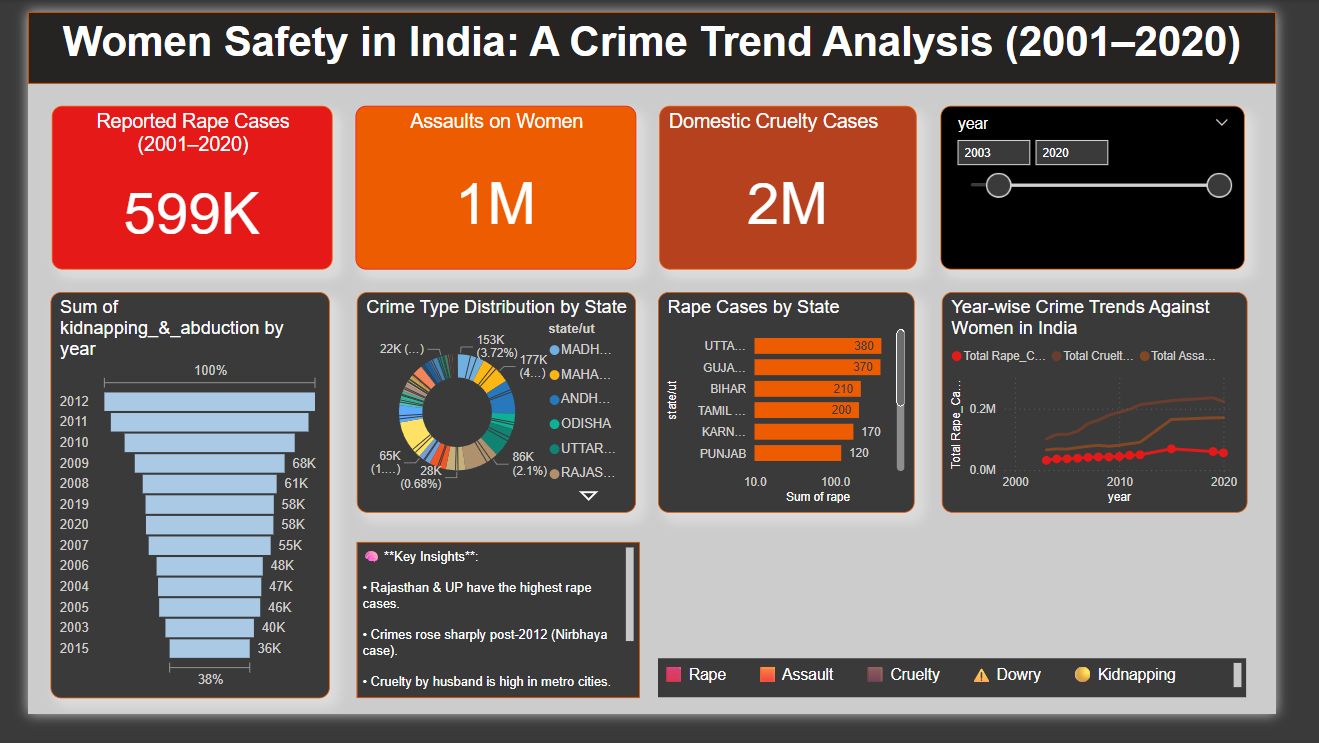 Women Safety in India: A Crime Trend Analysis (2001–2020)
Reported Rape Cases
(2001–2020)
599K
Assaults on Women
1M
Domestic Cruelty Cases
2M
year
2003
2020
Sum of
kidnapping_&_abduction by
year
100%
2012
2011
2010
2009 68K
2008 61K
2019 58K
2020 58K
2007 55K
2006 48K
2004 47K
2005 46K
2003 40K
2015 36K
38%
Crime Type Distribution by State
153K
(3.72%)
177K
(4...)
86K
(2.1%)
28K
(0.68%)
65K
(1....)
22K (...)
state/ut
MADH...
MAHA...
ANDH...
ODISHA
UTTAR...
RAJAS...
Rape Cases by State
state/ut
UTTA... 380
GUJA... 370
BIHAR 210
TAMIL ... 200
KARN... 170
PUNJAB 120
10.0 100.0
Sum of rape
Year-wise Crime Trends Against
Women in India
Total Rape_C... Total Cruelt... Total Assa...
Total Rape_Ca...
0.2M
0.0M
2000 2010 2020
year
🧠 **Key Insights**:
• Rajasthan & UP have the highest rape
cases.
• Crimes rose sharply post-2012 (Nirbhaya
case).
• Cruelty by husband is high in metro cities.
Rape Assault Cruelty Dowry Kidnapping